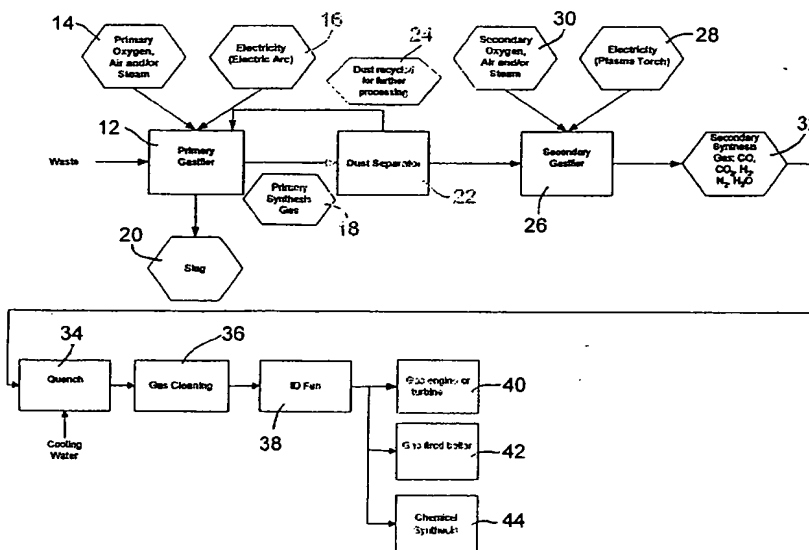 14
Primary
Oxygen,
Air and/or
Steam
16
Electricity
(Electric Arc)
24
Dust recycled
for further
processing
30
Secondary
Oxygen,
Air and/or
Steam
28
Electricity
(Plasma Torch)
12
Waste
Primary
Gasifier
Primary
Synthesis
Gas
18
Dust Separator
22
Secondary
Gasifier
26
Secondary
Synthesis
Gas: CO,
CO₂, H₂,
N₂, H₂O
20
Slag
34
Quench
Cooling
Water
36
Gas Cleaning
ID Fan
38
Gas engine or
turbine
40
Gas fired boiler
42
Chemical
Synthesis
44